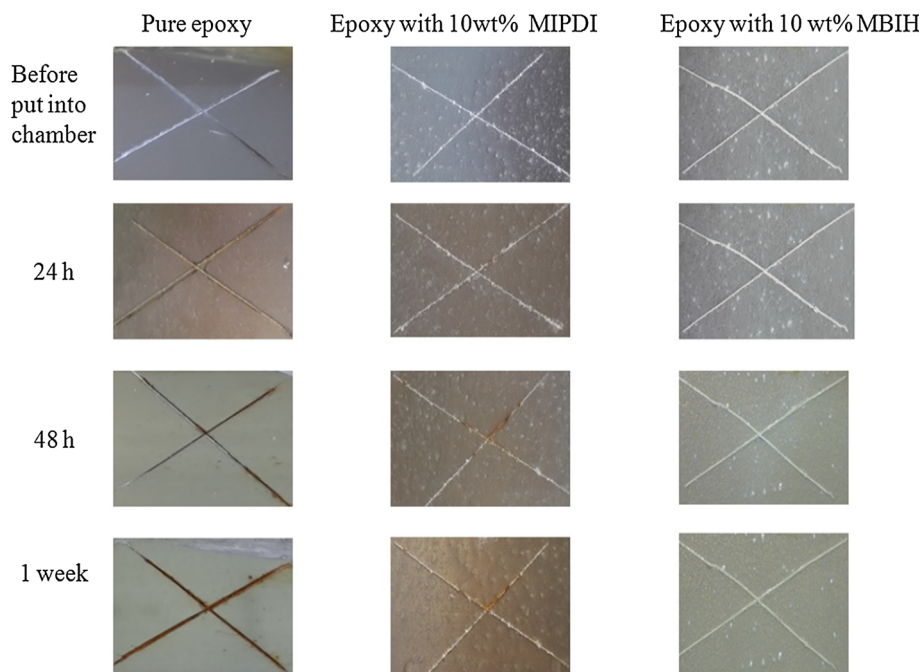 Pure epoxy
Epoxy with 10wt% MIPDI
Epoxy with 10 wt% MBIH
Before
put into
chamber
24 h
48 h
1 week